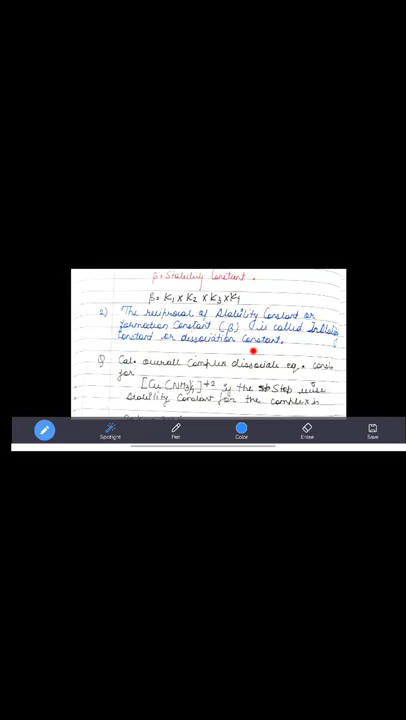 β = Stability Constant.
β = K1 x K2 x K3 x K4
2) The reciprocal of Stability Constant or
formation Constant (β) is called
Constant or dissociation Constant.
Q Cal. overall Complex dissociate eq. const
for
[Cu(NH3)4]+2 if the Step wise
Stability Constant for the complex is
Spotlight Pen Color Erase Save